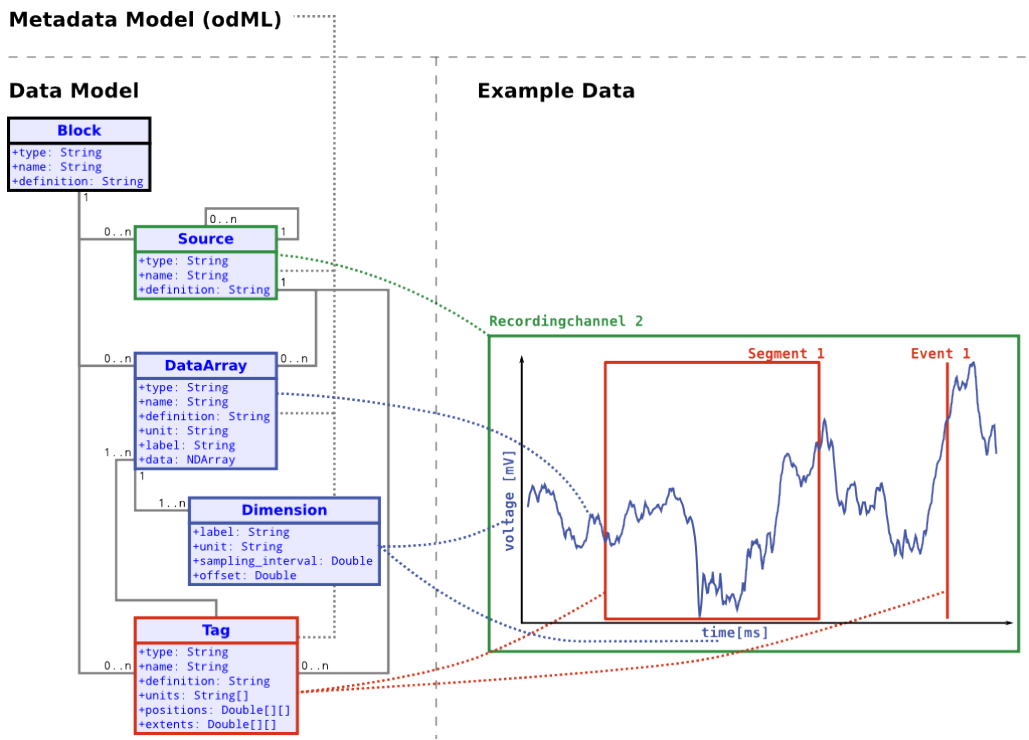 Metadata Model (odML)
Data Model
Example Data
Block
+type: String
+name: String
+definition: String
1
0..n
0..n
1
Source
+type: String
+name: String
+definition: String
1
0..n
0..n
DataArray
+type: String
+name: String
+definition: String
+unit: String
+label: String
+data: NDArray
1..n
1
1..n
Dimension
+label: String
+unit: String
+sampling_interval: Double
+offset: Double
Tag
+type: String
+name: String
+definition: String
+units: String[]
+positions: Double[][]
+extents: Double[][]
0..n
0..n
Recordingchannel 2
Segment 1
Event 1
voltage [mV]
time[ms]